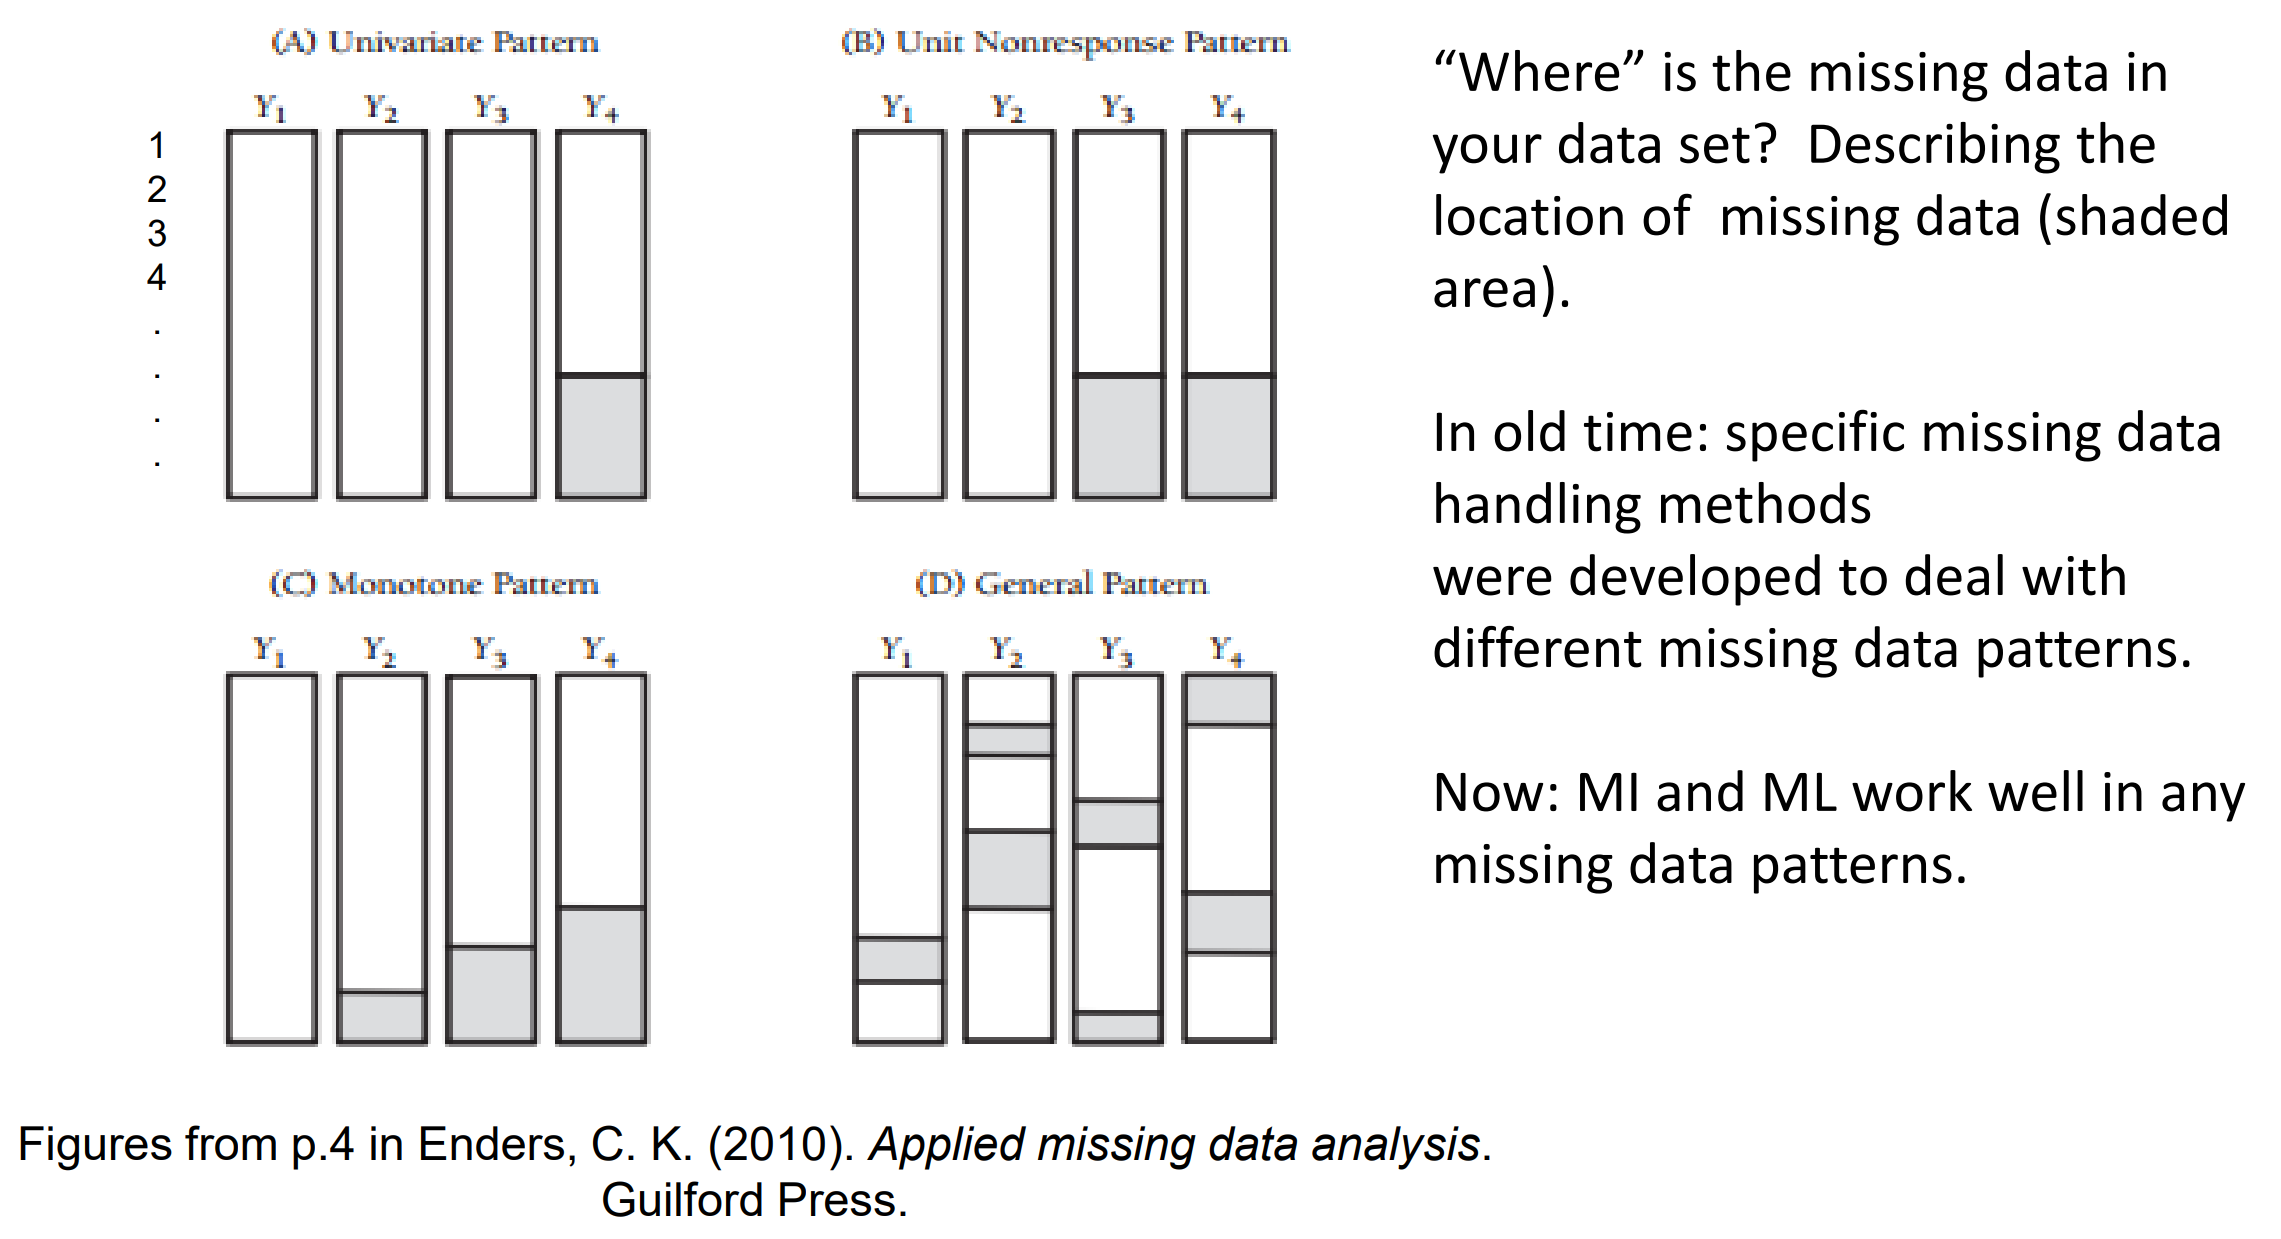 (A) Univariate Pattern
Y1 Y2 Y3 Y4
1
2
3
4
.
.
.
.
(B) Unit Nonresponse Pattern
Y1 Y2 Y3 Y4
(C) Monotone Pattern
Y1 Y2 Y3 Y4
(D) General Pattern
Y1 Y2 Y3 Y4
“Where” is the missing data in
your data set?  Describing the
location of  missing data (shaded
area).
In old time: specific missing data
handling methods
were developed to deal with
different missing data patterns.
Now: MI and ML work well in any
missing data patterns.
Figures from p.4 in Enders, C. K. (2010). Applied missing data analysis.
Guilford Press.